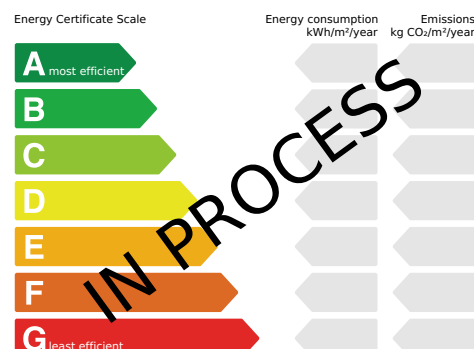 Energy Certificate Scale
Energy consumption
kWh/m²/year
Emissions
kg CO₂/m²/year
A most efficient
B
C
D
E
F
G least efficient
IN PROCESS